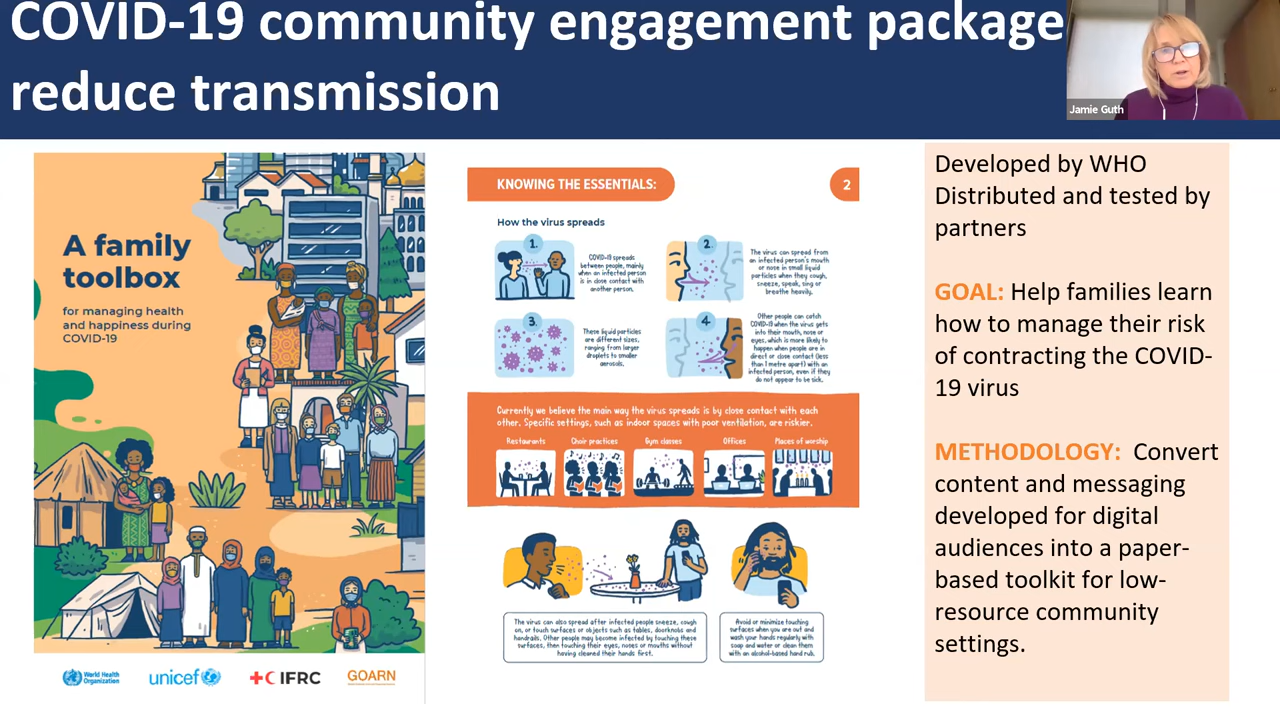 COVID-19 community engagement package
reduce transmission
Jamie Guth
A family
toolbox
for managing health
and happiness during
COVID-19
World Health
Organization
unicef
IFRC
GOARN
KNOWING THE ESSENTIALS:
2
How the virus spreads
1.
COVID-19 spreads
between people, mainly
when an infected person
is in close contact with
another person.
2.
The virus can spread from
an infected person's mouth
or nose in small liquid
particles when they cough,
sneeze, speak, sing or
breathe heavily.
3.
These liquid particles
are different sizes,
ranging from larger
droplets to smaller
aerosols.
4.
Other people can catch
COVID-19 when the virus gets
into their mouth, nose or
eyes, which is more likely to
happen when people are in
direct or close contact (less
than 1 metre apart) with an
infected person, even if they
do not appear to be sick.
Currently we believe the main way the virus spreads is by close contact with each
other. Specific settings, such as indoor spaces with poor ventilation, are riskier.
Restaurants
Choir practices
Gym classes
Offices
Places of worship
The virus can also spread after infected people sneeze, cough
on, or touch surfaces or objects such as tables, doorknobs and
handrails. Other people may become infected by touching these
surfaces, then touching their eyes, noses or mouths without
having cleaned their hands first.
Avoid or minimize touching
surfaces when you are out and
wash your hands regularly with
soap and water or clean them
with an alcohol-based hand rub.
Developed by WHO
Distributed and tested by
partners
GOAL: Help families learn
how to manage their risk
of contracting the COVID-
19 virus
METHODOLOGY: Convert
content and messaging
developed for digital
audiences into a paper-
based toolkit for low-
resource community
settings.